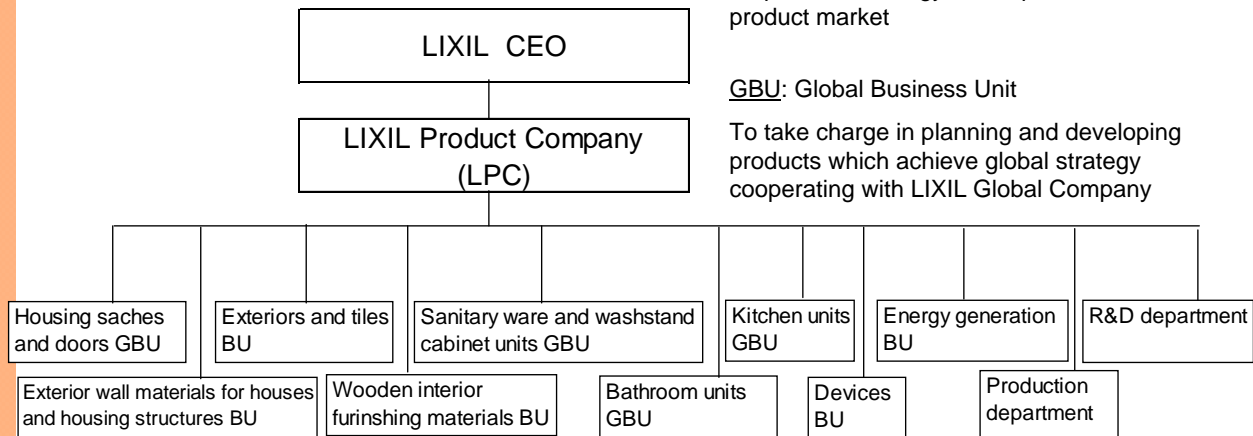 product market
LIXIL CEO
GBU: Global Business Unit
LIXIL Product Company
(LPC)
To take charge in planning and developing
products which achieve global strategy
cooperating with LIXIL Global Company
Housing saches
and doors GBU
Exteriors and tiles
BU
Sanitary ware and washstand
cabinet units GBU
Kitchen units
GBU
Energy generation
BU
R&D department
Exterior wall materials for houses
and housing structures BU
Wooden interior
furinshing materials BU
Bathroom units
GBU
Devices
BU
Production
department